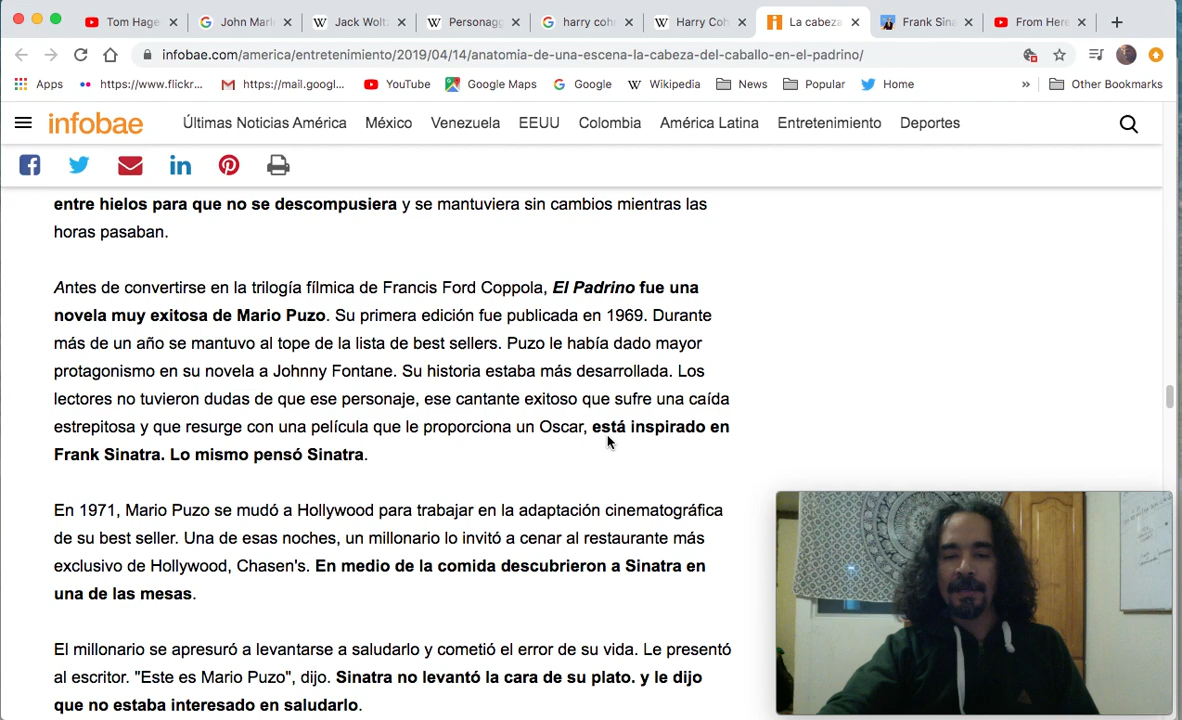 Tom Hage
John Marl
Jack Wolt
Personagg
harry coh
Harry Coh
La cabeza
Frank Sina
From Here
infobae.com/america/entretenimiento/2019/04/14/anatomia-de-una-escena-la-cabeza-del-caballo-en-el-padrino/
Apps
https://www.flickr...
https://mail.googl...
YouTube
Google Maps
Google
Wikipedia
News
Popular
Home
»
Other Bookmarks
infobae
Últimas Noticias América
México
Venezuela
EEUU
Colombia
América Latina
Entretenimiento
Deportes
entre hielos para que no se descompusiera y se mantuviera sin cambios mientras las
horas pasaban.
Antes de convertirse en la trilogía fílmica de Francis Ford Coppola, El Padrino fue una
novela muy exitosa de Mario Puzo. Su primera edición fue publicada en 1969. Durante
más de un año se mantuvo al tope de la lista de best sellers. Puzo le había dado mayor
protagonismo en su novela a Johnny Fontane. Su historia estaba más desarrollada. Los
lectores no tuvieron dudas de que ese personaje, ese cantante exitoso que sufre una caída
estrepitosa y que resurge con una película que le proporciona un Oscar, está inspirado en
Frank Sinatra. Lo mismo pensó Sinatra.
En 1971, Mario Puzo se mudó a Hollywood para trabajar en la adaptación cinematográfica
de su best seller. Una de esas noches, un millonario lo invitó a cenar al restaurante más
exclusivo de Hollywood, Chasen's. En medio de la comida descubrieron a Sinatra en
una de las mesas.
El millonario se apresuró a levantarse a saludarlo y cometió el error de su vida. Le presentó
al escritor. "Este es Mario Puzo", dijo. Sinatra no levantó la cara de su plato. y le dijo
que no estaba interesado en saludarlo.